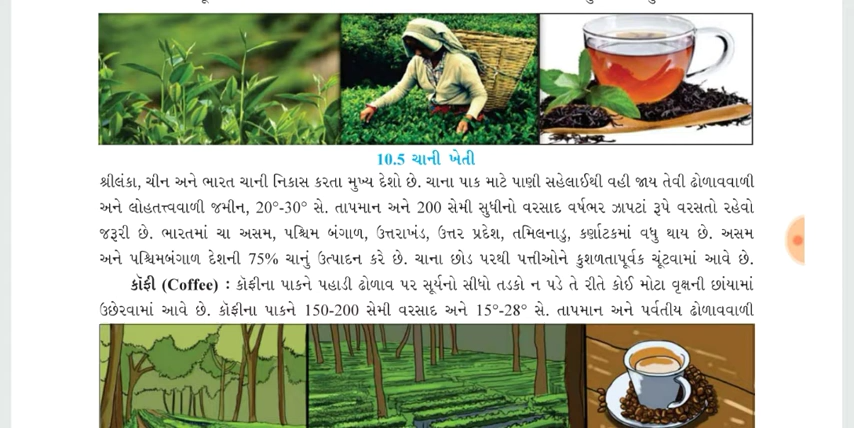 10.5 ચાની ખેતી
શ્રીલંકા, ચીન અને ભારત ચાની નિકાસ કરતા મુખ્ય દેશો છે. ચાના પાક માટે પાણી સહેલાઈથી વહી જાય તેવી ઢોળાવવાળી
અને લોહતત્ત્વવાળી જમીન, 20°-30° સે. તાપમાન અને 200 સેમી સુધીનો વરસાદ વર્ષભર ઝાપટાં રૂપે વરસતો રહેવો
જરૂરી છે. ભારતમાં ચા અસમ, પશ્ચિમ બંગાળ, ઉત્તરાખંડ, ઉત્તર પ્રદેશ, તમિલનાડુ, કર્ણાટકમાં વધુ થાય છે. અસમ
અને પશ્ચિમબંગાળ દેશની 75% ચાનું ઉત્પાદન કરે છે. ચાના છોડ પરથી પત્તીઓને કુશળતાપૂર્વક ચૂંટવામાં આવે છે.
કૉફી (Coffee) : કૉફીના પાકને પહાડી ઢોળાવ પર સૂર્યનો સીધો તડકો ન પડે તે રીતે કોઈ મોટા વૃક્ષની છાંયામાં
ઉછેરવામાં આવે છે. કૉફીના પાકને 150-200 સેમી વરસાદ અને 15°-28° સે. તાપમાન અને પર્વતીય ઢોળાવવાળી